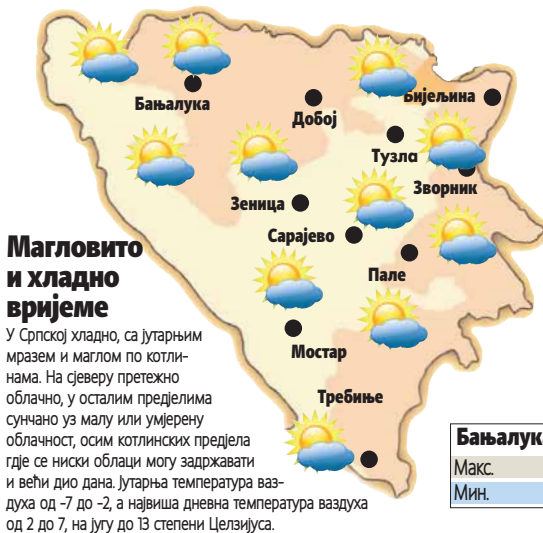 Бањалука
Добој
Бијељина
Тузла
Зворник
Зеница
Сарајево
Пале
Мостар
Требиње
Магловито
и хладно
вријеме
У Српској хладно, са јутарњим
мразем и маглом по котли-
нама. На сјеверу претежно
облачно, у осталим предјелима
сунчано уз малу или умјерену
облачност, осим котлинских предјела
гдје се ниски облаци могу задржавати
и већи дио дана. Јутарња температура ваз-
духа од -7 до -2, а највиша дневна температура ваздуха
од 2 до 7, на југу до 13 степени Целзијуса.
Бањалук
Макс.
Мин.